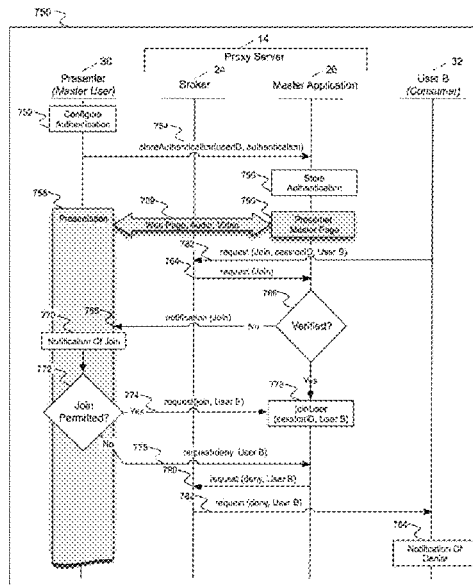 750
14
Proxy Server
30
24
26
32
Presenter
(Master User)
Broker
Master Application
User B
(Consumer)
752
Configure
Authentication
754
storeAuthentication(userID, authentication)
756
Store
Authentication
758
Presentation
Web Page, Audio, Video
Presenter
Master Page
762
request (Join, sessionID, User B)
764
request (Join)
766
Verified?
notification (Join)
No
770
Notification Of Join
Yes
772
Join
Permitted?
774
Yes
request(join, User B)
joinUser
(sessionID, User B)
No
request(deny, User B)
780
request (deny, User B)
782
request (deny, User B)
784
Notification Of